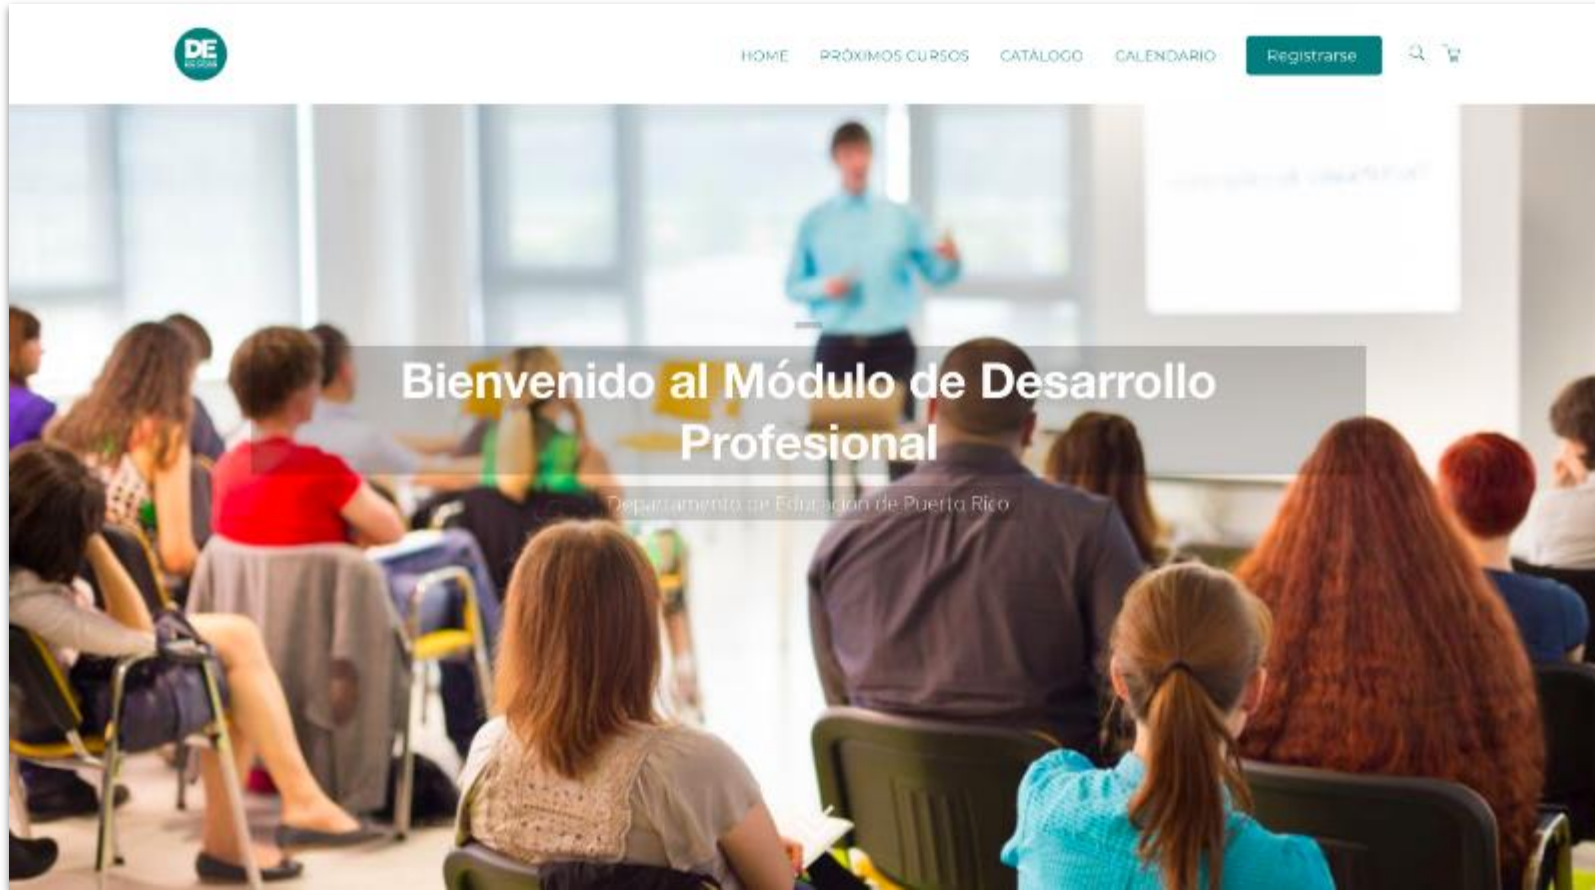 DE
HOME PRÓXIMOS CURSOS CATÁLOGO CALENDARIO Registrarse
Bienvenido al Módulo de Desarrollo
Profesional
Departamento de Educación de Puerto Rico